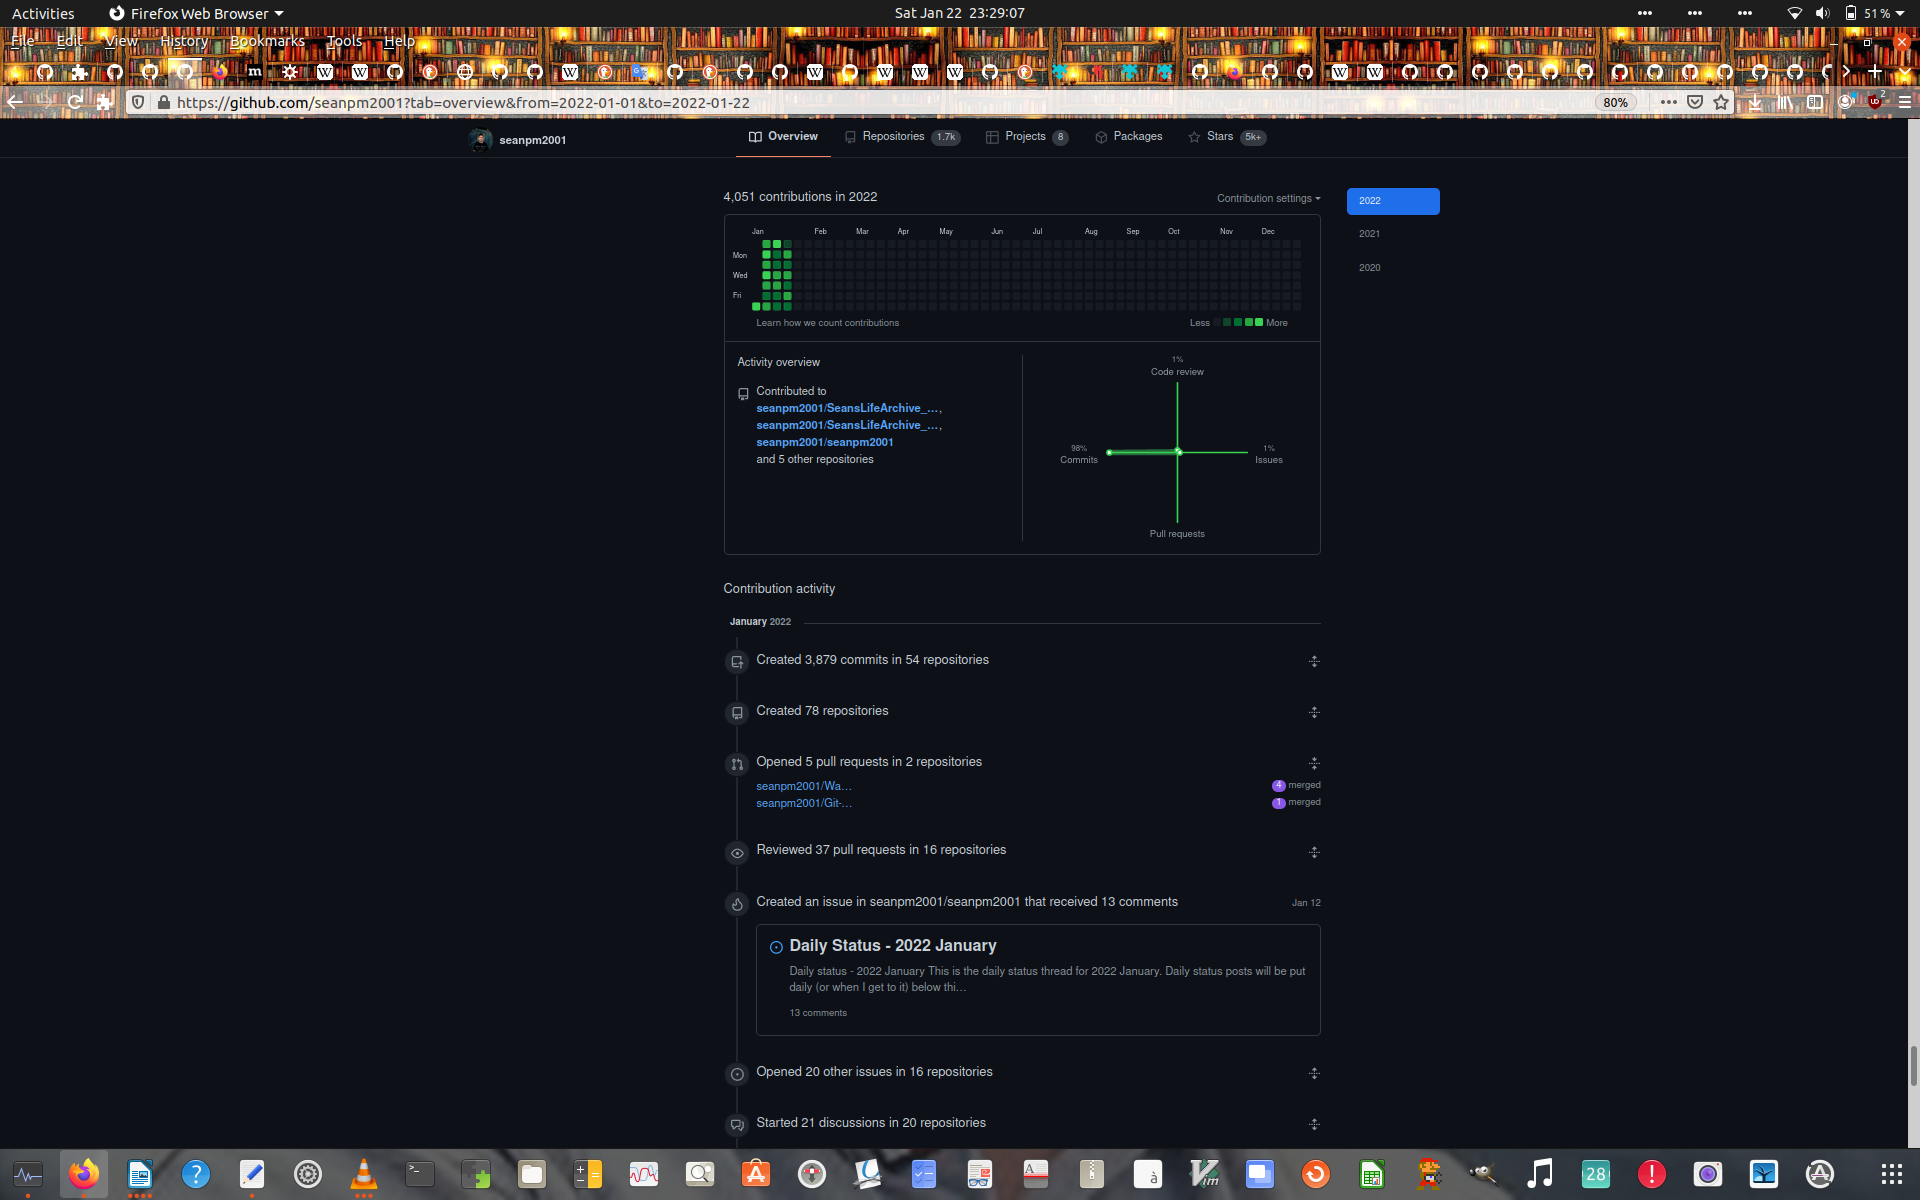 Activities
Firefox Web Browser
Sat Jan 22 23:29:07
51 %
File Edit View History Bookmarks Tools Help
https://github.com/seanpm2001?tab=overview&from=2022-01-01&to=2022-01-22
80%
2
seanpm2001
Overview
Repositories 1.7k
Projects 8
Packages
Stars 5k+
4,051 contributions in 2022
Contribution settings
2022
2021
2020
Jan Feb Mar Apr May Jun Jul Aug Sep Oct Nov Dec
Mon
Wed
Fri
Learn how we count contributions
Less
More
Activity overview
Contributed to
seanpm2001/SeansLifeArchive_…,
seanpm2001/SeansLifeArchive_…,
seanpm2001/seanpm2001
and 5 other repositories
1%
Code review
98%
Commits
1%
Issues
Pull requests
Contribution activity
January 2022
Created 3,879 commits in 54 repositories
Created 78 repositories
Opened 5 pull requests in 2 repositories
seanpm2001/Wa…
4 merged
seanpm2001/Git-…
1 merged
Reviewed 37 pull requests in 16 repositories
Created an issue in seanpm2001/seanpm2001 that received 13 comments
Jan 12
Daily Status - 2022 January
Daily status - 2022 January This is the daily status thread for 2022 January. Daily status posts will be put
daily (or when I get to it) below thi…
13 comments
Opened 20 other issues in 16 repositories
Started 21 discussions in 20 repositories
28